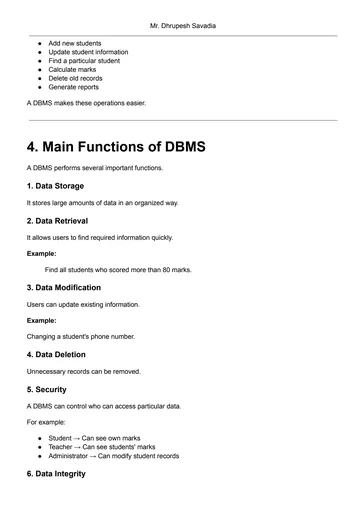 Mr. Dhrupesh Savadia
● Add new students
● Update student information
● Find a particular student
● Calculate marks
● Delete old records
● Generate reports
A DBMS makes these operations easier.
4. Main Functions of DBMS
A DBMS performs several important functions.
1. Data Storage
It stores large amounts of data in an organized way.
2. Data Retrieval
It allows users to find required information quickly.
Example:
Find all students who scored more than 80 marks.
3. Data Modification
Users can update existing information.
Example:
Changing a student's phone number.
4. Data Deletion
Unnecessary records can be removed.
5. Security
A DBMS can control who can access particular data.
For example:
● Student → Can see own marks
● Teacher → Can see students' marks
● Administrator → Can modify student records
6. Data Integrity